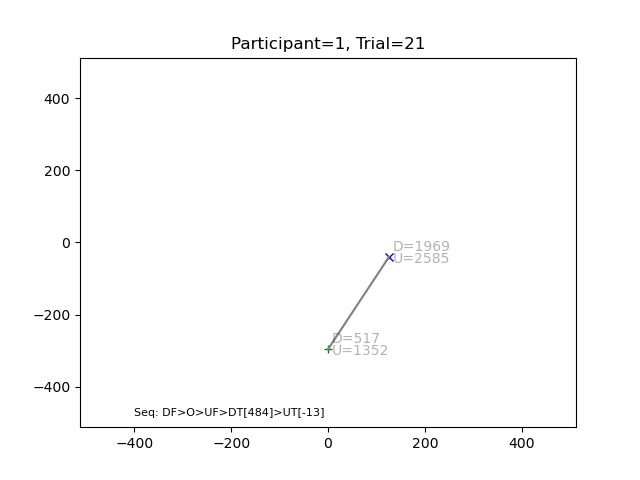 Participant=1, Trial=21
400
200
0
−200
−400
D=1969
U=2585
D=517
U=1352
Seq: DF>O>UF>DT[484]>UT[-13]
−400
−200
0
200
400